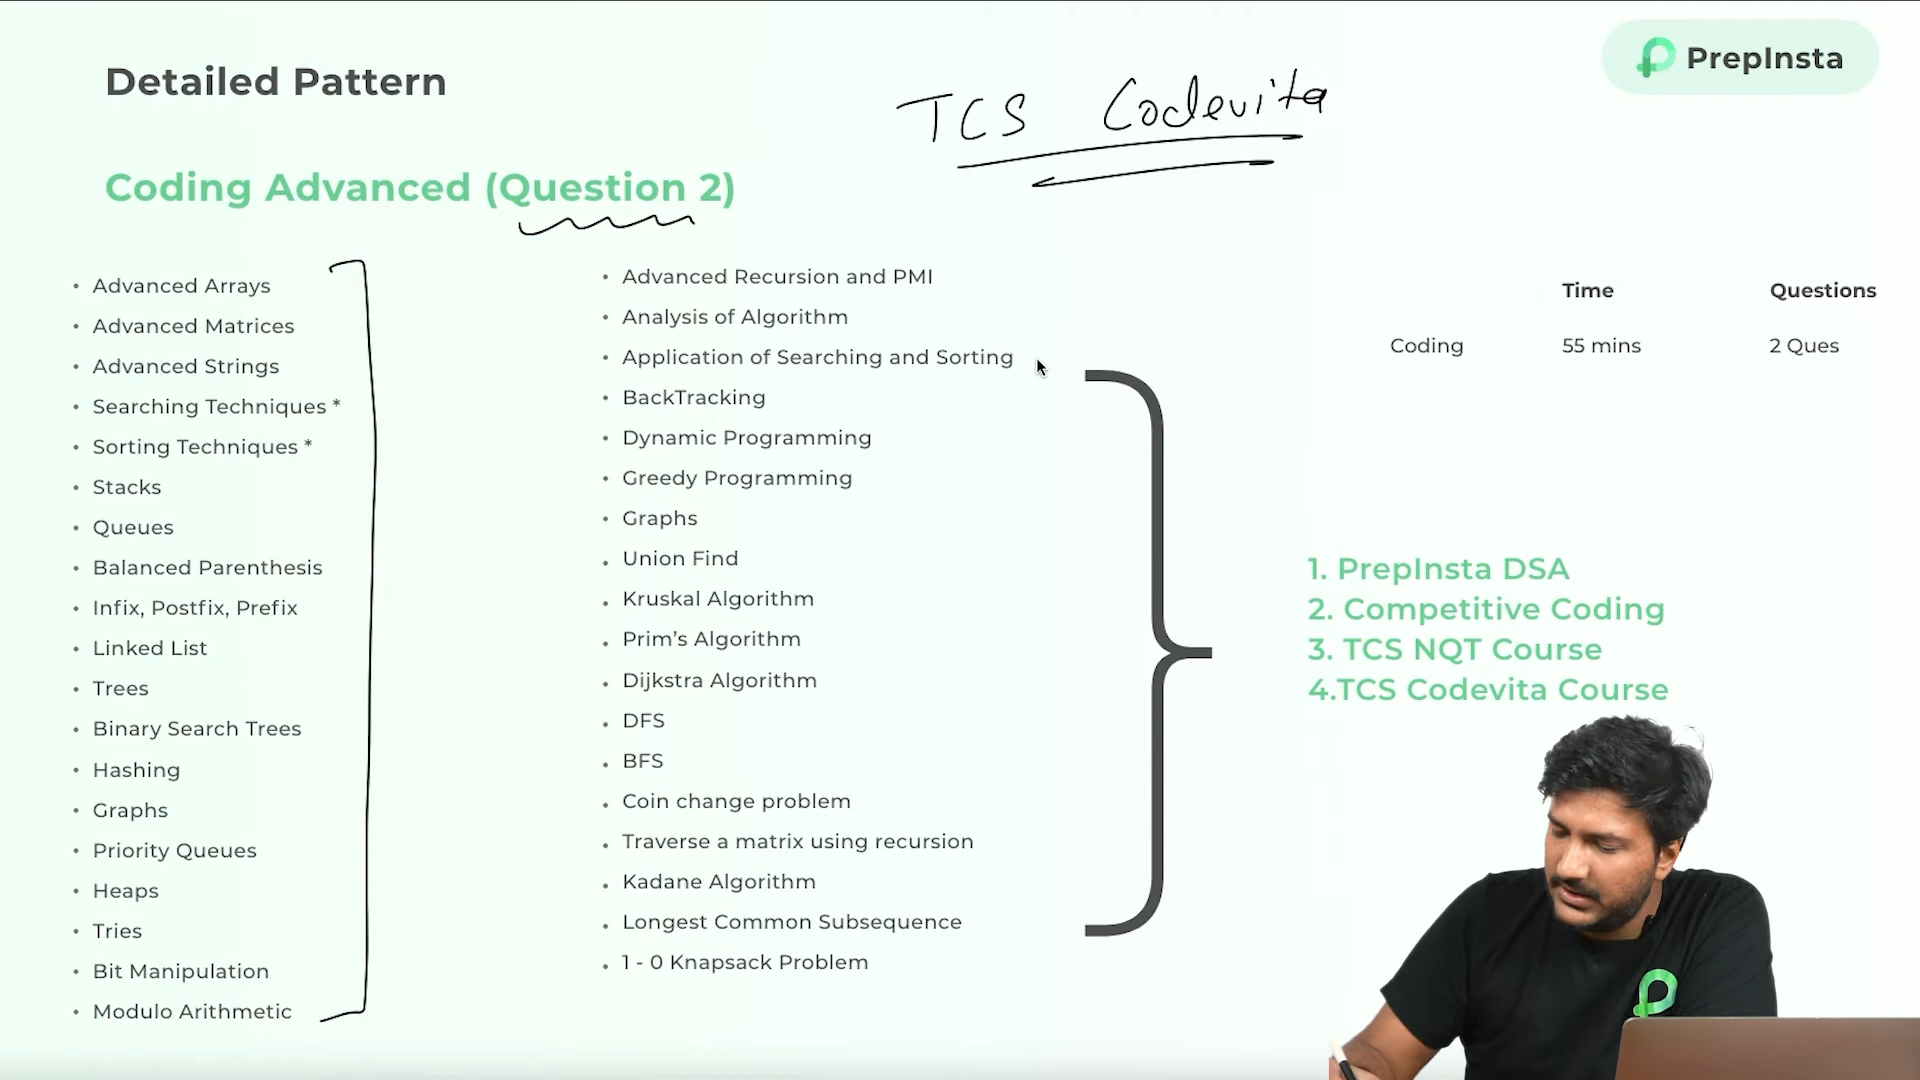 Detailed Pattern
TCS Codevita
PrepInsta
Coding Advanced (Question 2)
• Advanced Arrays
• Advanced Matrices
• Advanced Strings
• Searching Techniques *
• Sorting Techniques *
• Stacks
• Queues
• Balanced Parenthesis
• Infix, Postfix, Prefix
• Linked List
• Trees
• Binary Search Trees
• Hashing
• Graphs
• Priority Queues
• Heaps
• Tries
• Bit Manipulation
• Modulo Arithmetic
• Advanced Recursion and PMI
• Analysis of Algorithm
• Application of Searching and Sorting
• BackTracking
• Dynamic Programming
• Greedy Programming
• Graphs
• Union Find
• Kruskal Algorithm
• Prim’s Algorithm
• Dijkstra Algorithm
• DFS
• BFS
• Coin change problem
• Traverse a matrix using recursion
• Kadane Algorithm
• Longest Common Subsequence
• 1 - 0 Knapsack Problem
Time Questions
Coding 55 mins 2 Ques
1. PrepInsta DSA
2. Competitive Coding
3. TCS NQT Course
4.TCS Codevita Course